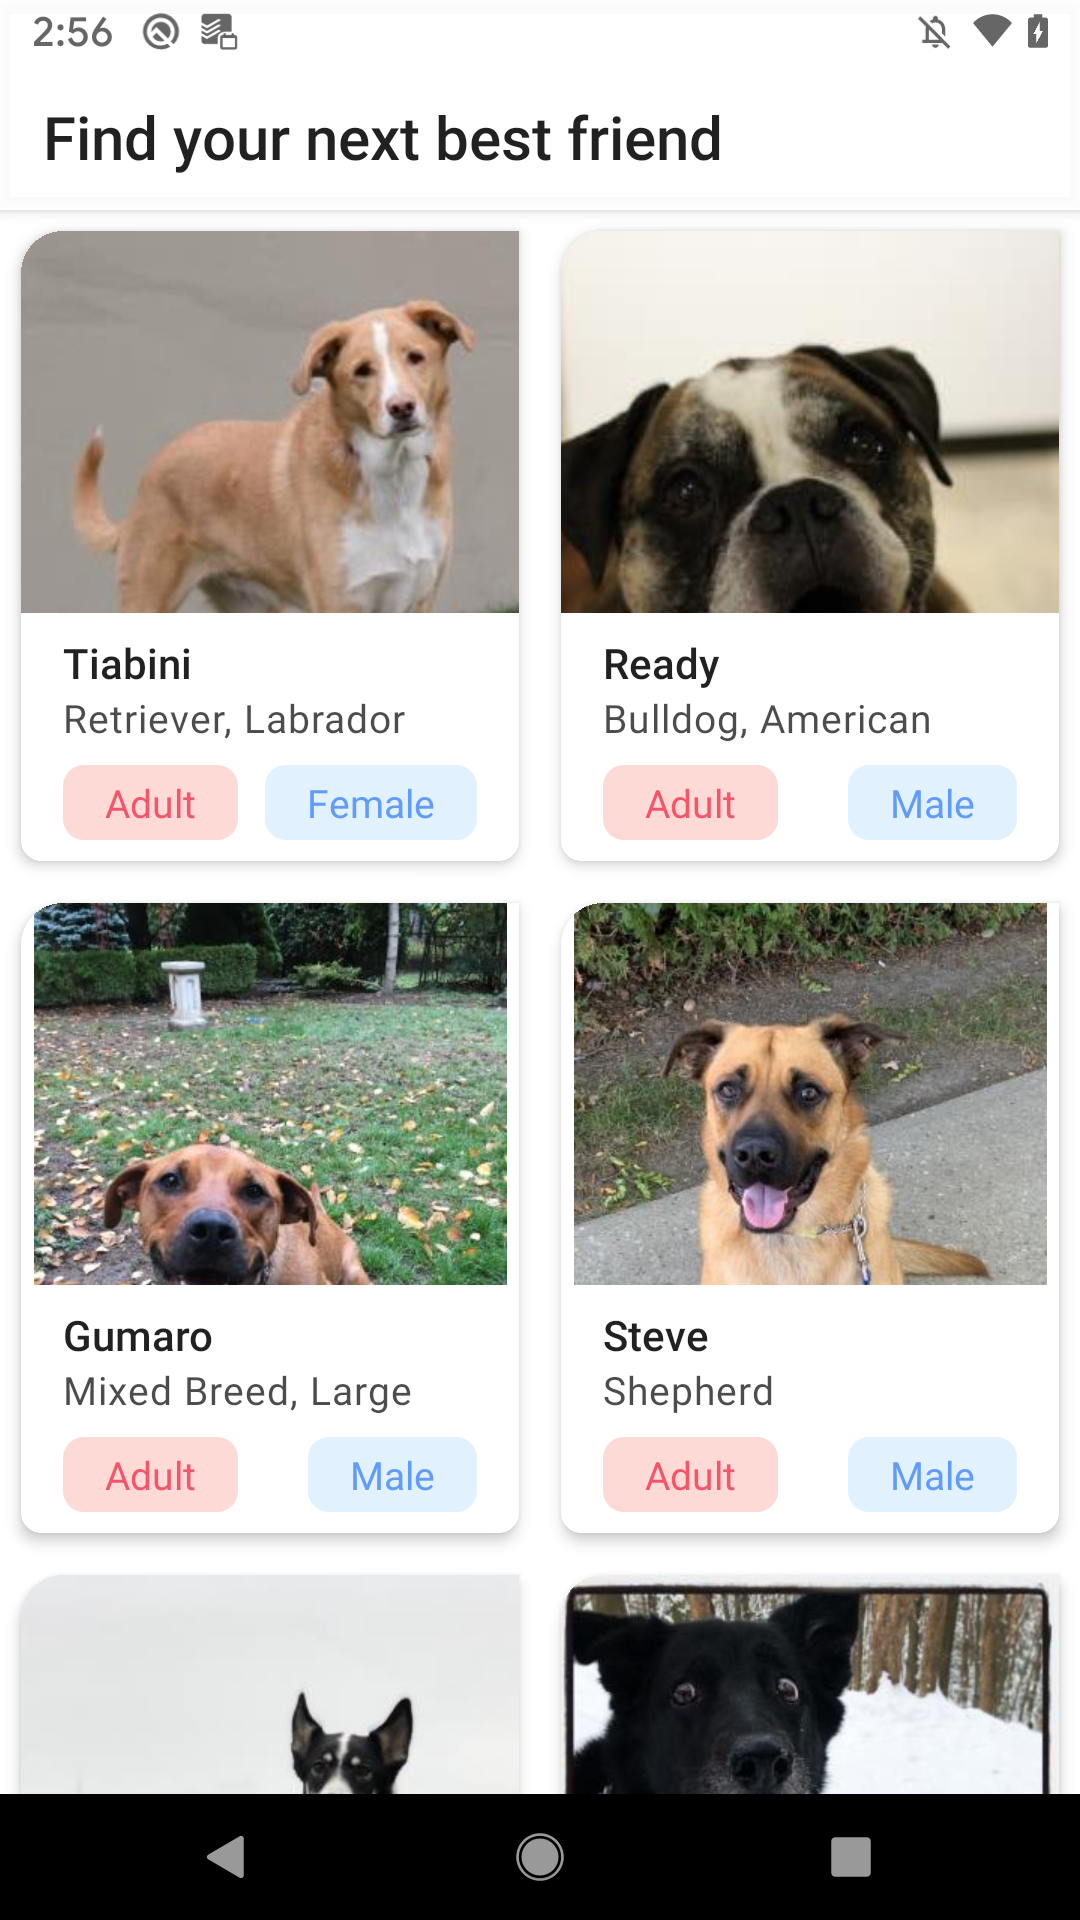 2:56
Find your next best friend
Tiabini
Retriever, Labrador
Adult
Female
Ready
Bulldog, American
Adult
Male
Gumaro
Mixed Breed, Large
Adult
Male
Steve
Shepherd
Adult
Male